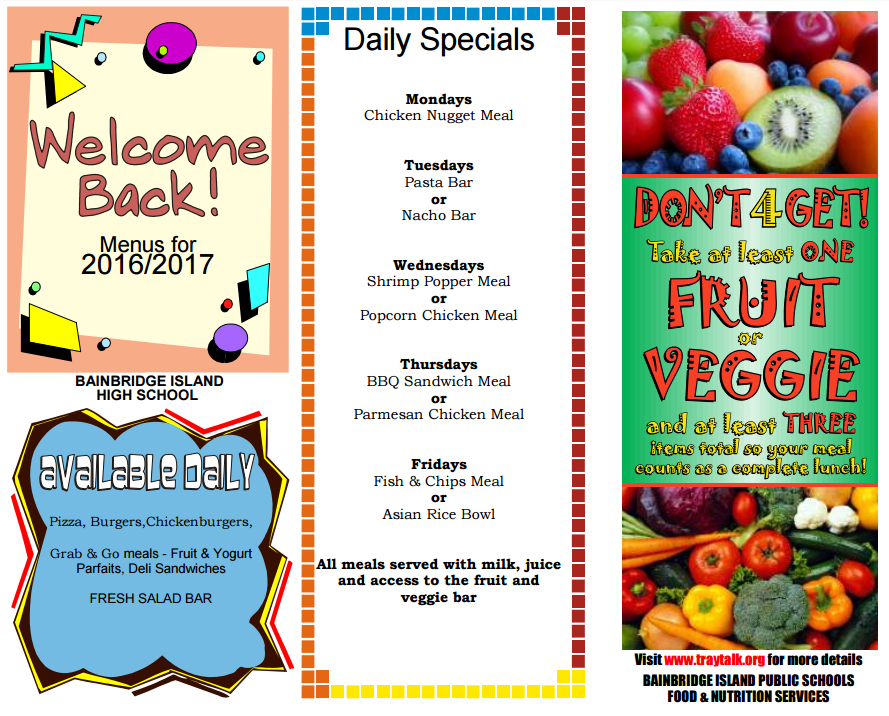 Welcome
Back!
Menus for
2016/2017
BAINBRIDGE ISLAND
HIGH SCHOOL
AVAILABLE DAILY
Pizza, Burgers,Chickenburgers,
Grab & Go meals - Fruit & Yogurt
Parfaits, Deli Sandwiches
FRESH SALAD BAR
Daily Specials
Mondays
Chicken Nugget Meal
Tuesdays
Pasta Bar
or
Nacho Bar
Wednesdays
Shrimp Popper Meal
or
Popcorn Chicken Meal
Thursdays
BBQ Sandwich Meal
or
Parmesan Chicken Meal
Fridays
Fish & Chips Meal
or
Asian Rice Bowl
All meals served with milk, juice
and access to the fruit and
veggie bar
DON'T 4 GET!
Take at least ONE
FRUIT
or
VEGGIE
and at least THREE
items total so your meal
counts as a complete lunch!
Visit www.traytalk.org for more details
BAINBRIDGE ISLAND PUBLIC SCHOOLS
FOOD & NUTRITION SERVICES